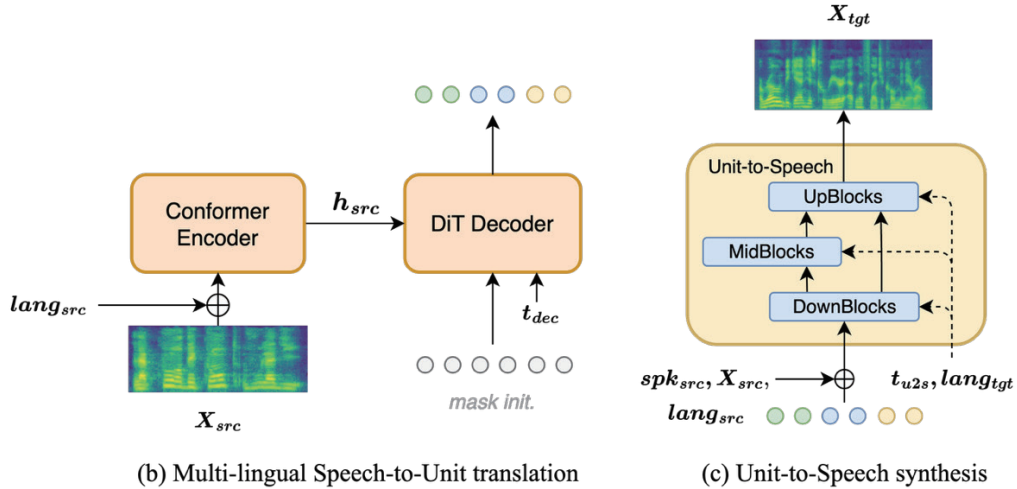 X_tgt
Unit-to-Speech
UpBlocks
MidBlocks
DownBlocks
spk_src, X_src,
lang_src
t_u2s, lang_tgt
Conformer
Encoder
h_src
DiT Decoder
lang_src
t_dec
mask init.
X_src
(b) Multi-lingual Speech-to-Unit translation
(c) Unit-to-Speech synthesis